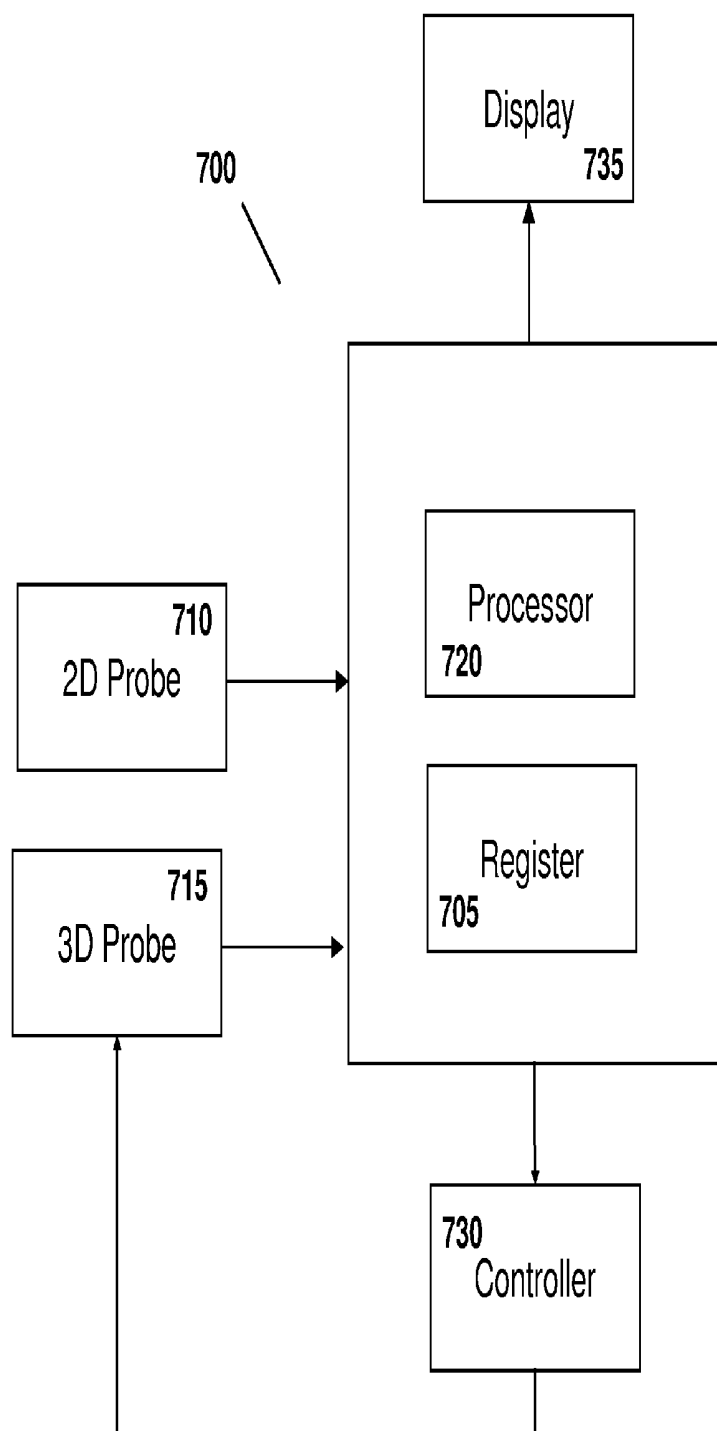 Display
735
700
Processor
720
710
2D Probe
Register
705
715
3D Probe
730
Controller